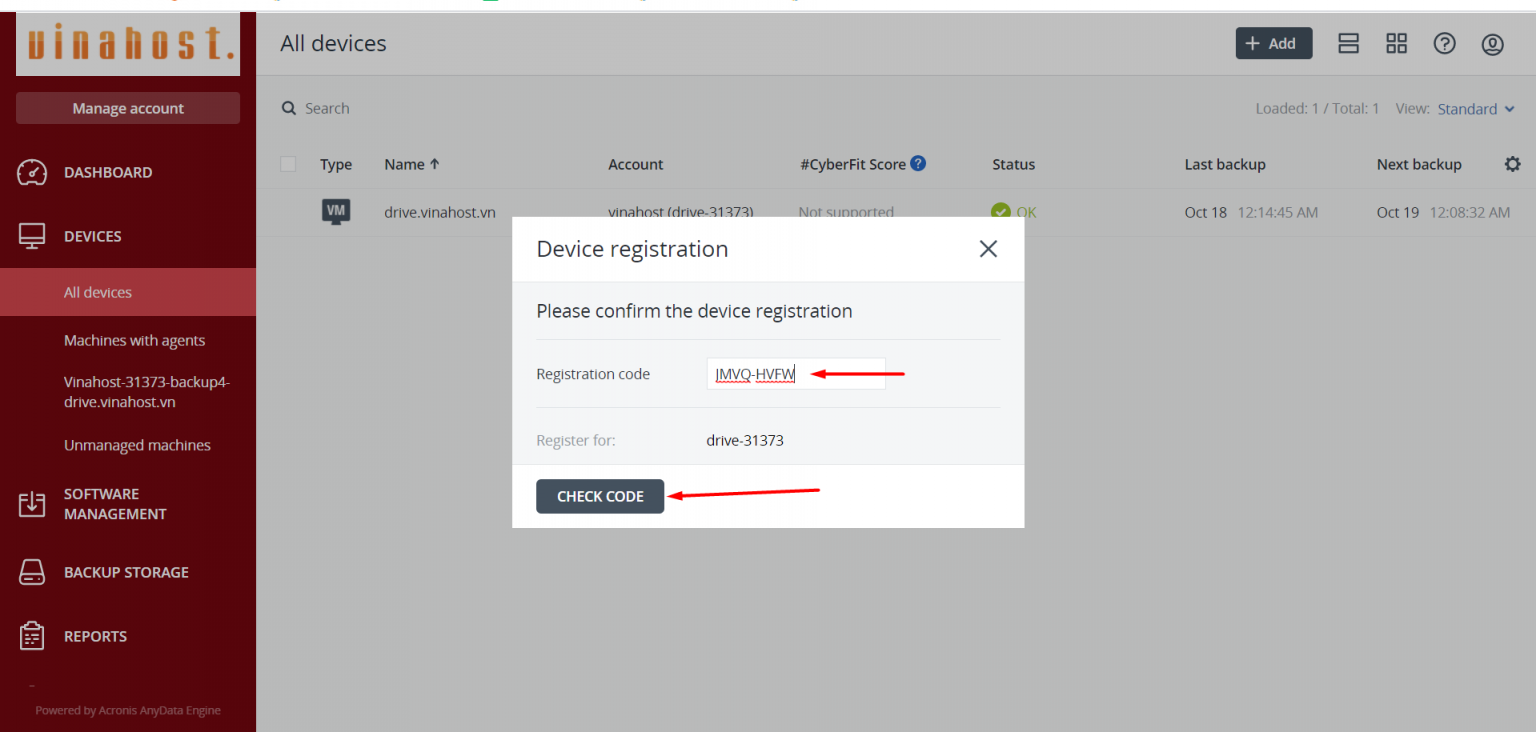 vinahost.
All devices
+ Add
Manage account
Search
Loaded: 1 / Total: 1 View: Standard
Type Name ↑ Account #CyberFit Score ? Status Last backup Next backup
VM drive.vinahost.vn vinahost (drive-31373) Not supported OK Oct 18 12:14:45 AM Oct 19 12:08:32 AM
DASHBOARD
DEVICES
All devices
Machines with agents
Vinahost-31373-backup4-
drive.vinahost.vn
Unmanaged machines
SOFTWARE
MANAGEMENT
BACKUP STORAGE
REPORTS
Powered by Acronis AnyData Engine
Device registration
Please confirm the device registration
Registration code JMVQ-HVFW
Register for: drive-31373
CHECK CODE